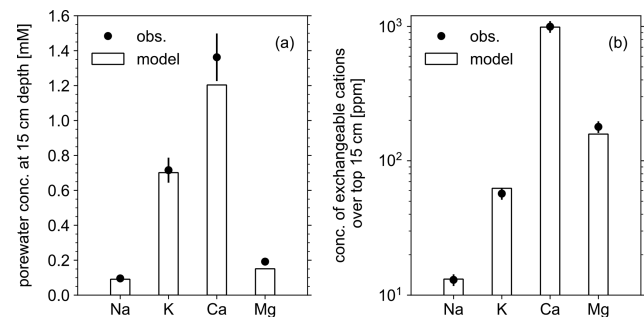 porewater conc. at 15 cm depth [mM]
1.6
1.4
1.2
1.0
0.8
0.6
0.4
0.2
0.0
obs.
model
(a)
Na K Ca Mg
conc. of exchangeable cations
over top 15 cm [ppm]
10³
10²
10¹
obs.
model
(b)
Na K Ca Mg